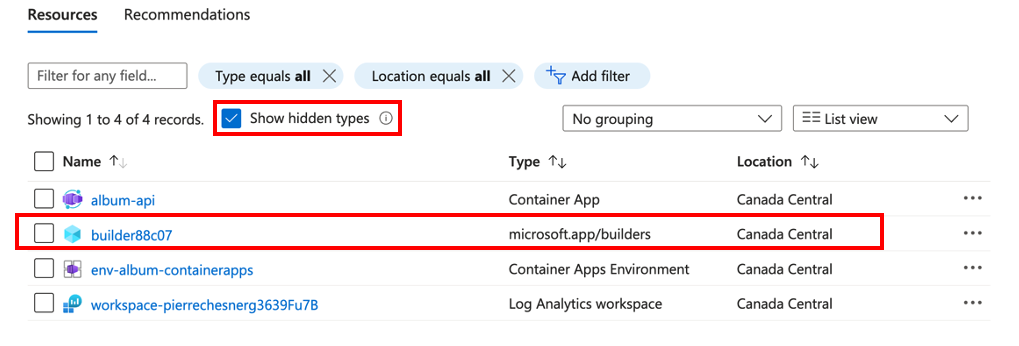 Resources Recommendations
Filter for any field... Type equals all Location equals all Add filter
Showing 1 to 4 of 4 records. Show hidden types No grouping List view
Name Type Location
album-api Container App Canada Central
builder88c07 microsoft.app/builders Canada Central
env-album-containerapps Container Apps Environment Canada Central
workspace-pierrechesnerg3639Fu7B Log Analytics workspace Canada Central